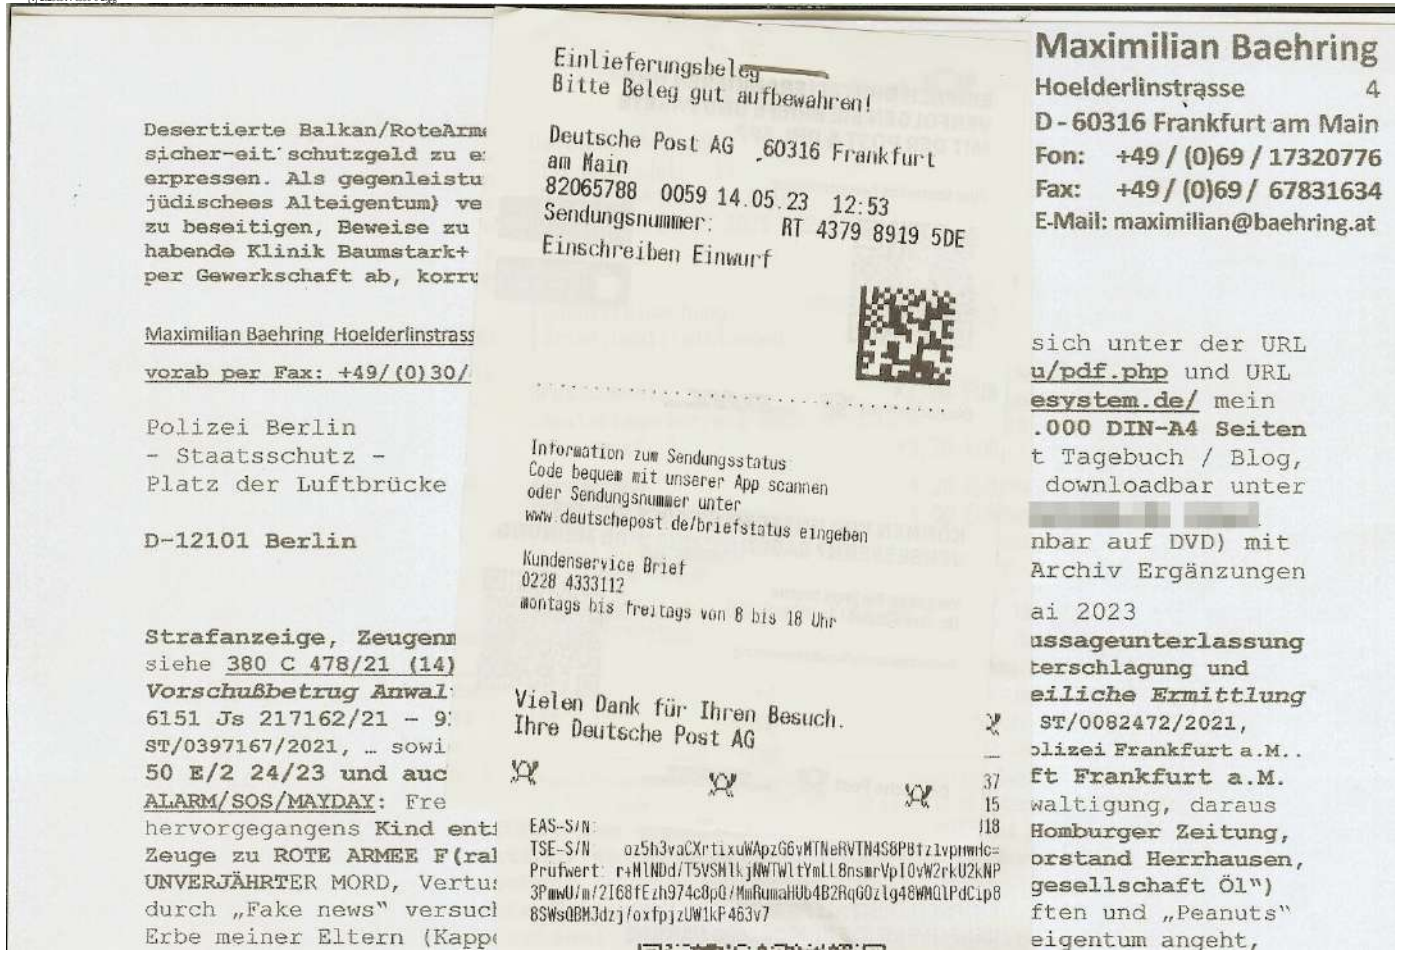 Maximilian Baehring
Hoelderlinstrasse 4
D - 60316 Frankfurt am Main
Fon: +49 / (0)69 / 17320776
Fax: +49 / (0)69 / 67831634
E-Mail: maximilian@baehring.at
Desertierte Balkan/RoteArme
sicher-eit schutzgeld zu e
erpressen. Als gegenleistu
jüdischees Alteigentum) ve
zu beseitigen, Beweise zu
habende Klinik Baumstark+
per Gewerkschaft ab, korru
Maximilian Baehring Hoelderlinstrass
vorab per Fax: +49/(0)30/
Polizei Berlin
- Staatsschutz -
Platz der Luftbrücke
D-12101 Berlin
Strafanzeige, Zeugenm
siehe 380 C 478/21 (14)
Vorschußbetrug Anwal
6151 Js 217162/21 - 9
ST/0397167/2021, … sowi
50 E/2 24/23 und auc
ALARM/SOS/MAYDAY: Fre
hervorgegangens Kind ent
Zeuge zu ROTE ARMEE F(ra
UNVERJÄHRTER MORD, Vertu
durch „Fake news" versuc
Erbe meiner Eltern (Kapp
Einlieferungsbeleg
Bitte Beleg gut aufbewahren!
Deutsche Post AG
60316 Frankfurt
am Main
82065788 0059 14.05.23 12:53
Sendungsnummer: RT 4379 8919 5DE
Einschreiben Einwurf
Information zum Sendungsstatus
Code bequem mit unserer App scannen
oder Sendungsnummer unter
www.deutschepost.de/briefstatus eingeben
Kundenservice Brief
0228 4333112
montags bis freitags von 8 bis 18 Uhr
Vielen Dank für Ihren Besuch.
Ihre Deutsche Post AG
37
15
EAS-S/N: J18
TSE-S/N
Prüfwert:
sich unter der URL
u/pdf.php und URL
esystem.de/ mein
.000 DIN-A4 Seiten
t Tagebuch / Blog,
downloadbar unter
nbar auf DVD) mit
Archiv Ergänzungen
ai 2023
ussageunterlassung
terschlagung und
eiliche Ermittlung
ST/0082472/2021,
olizei Frankfurt a.M..
ft Frankfurt a.M.
waltigung, daraus
Homburger Zeitung,
orstand Herrhausen,
gesellschaft Öl")
ften und „Peanuts"
eigentum angeht,